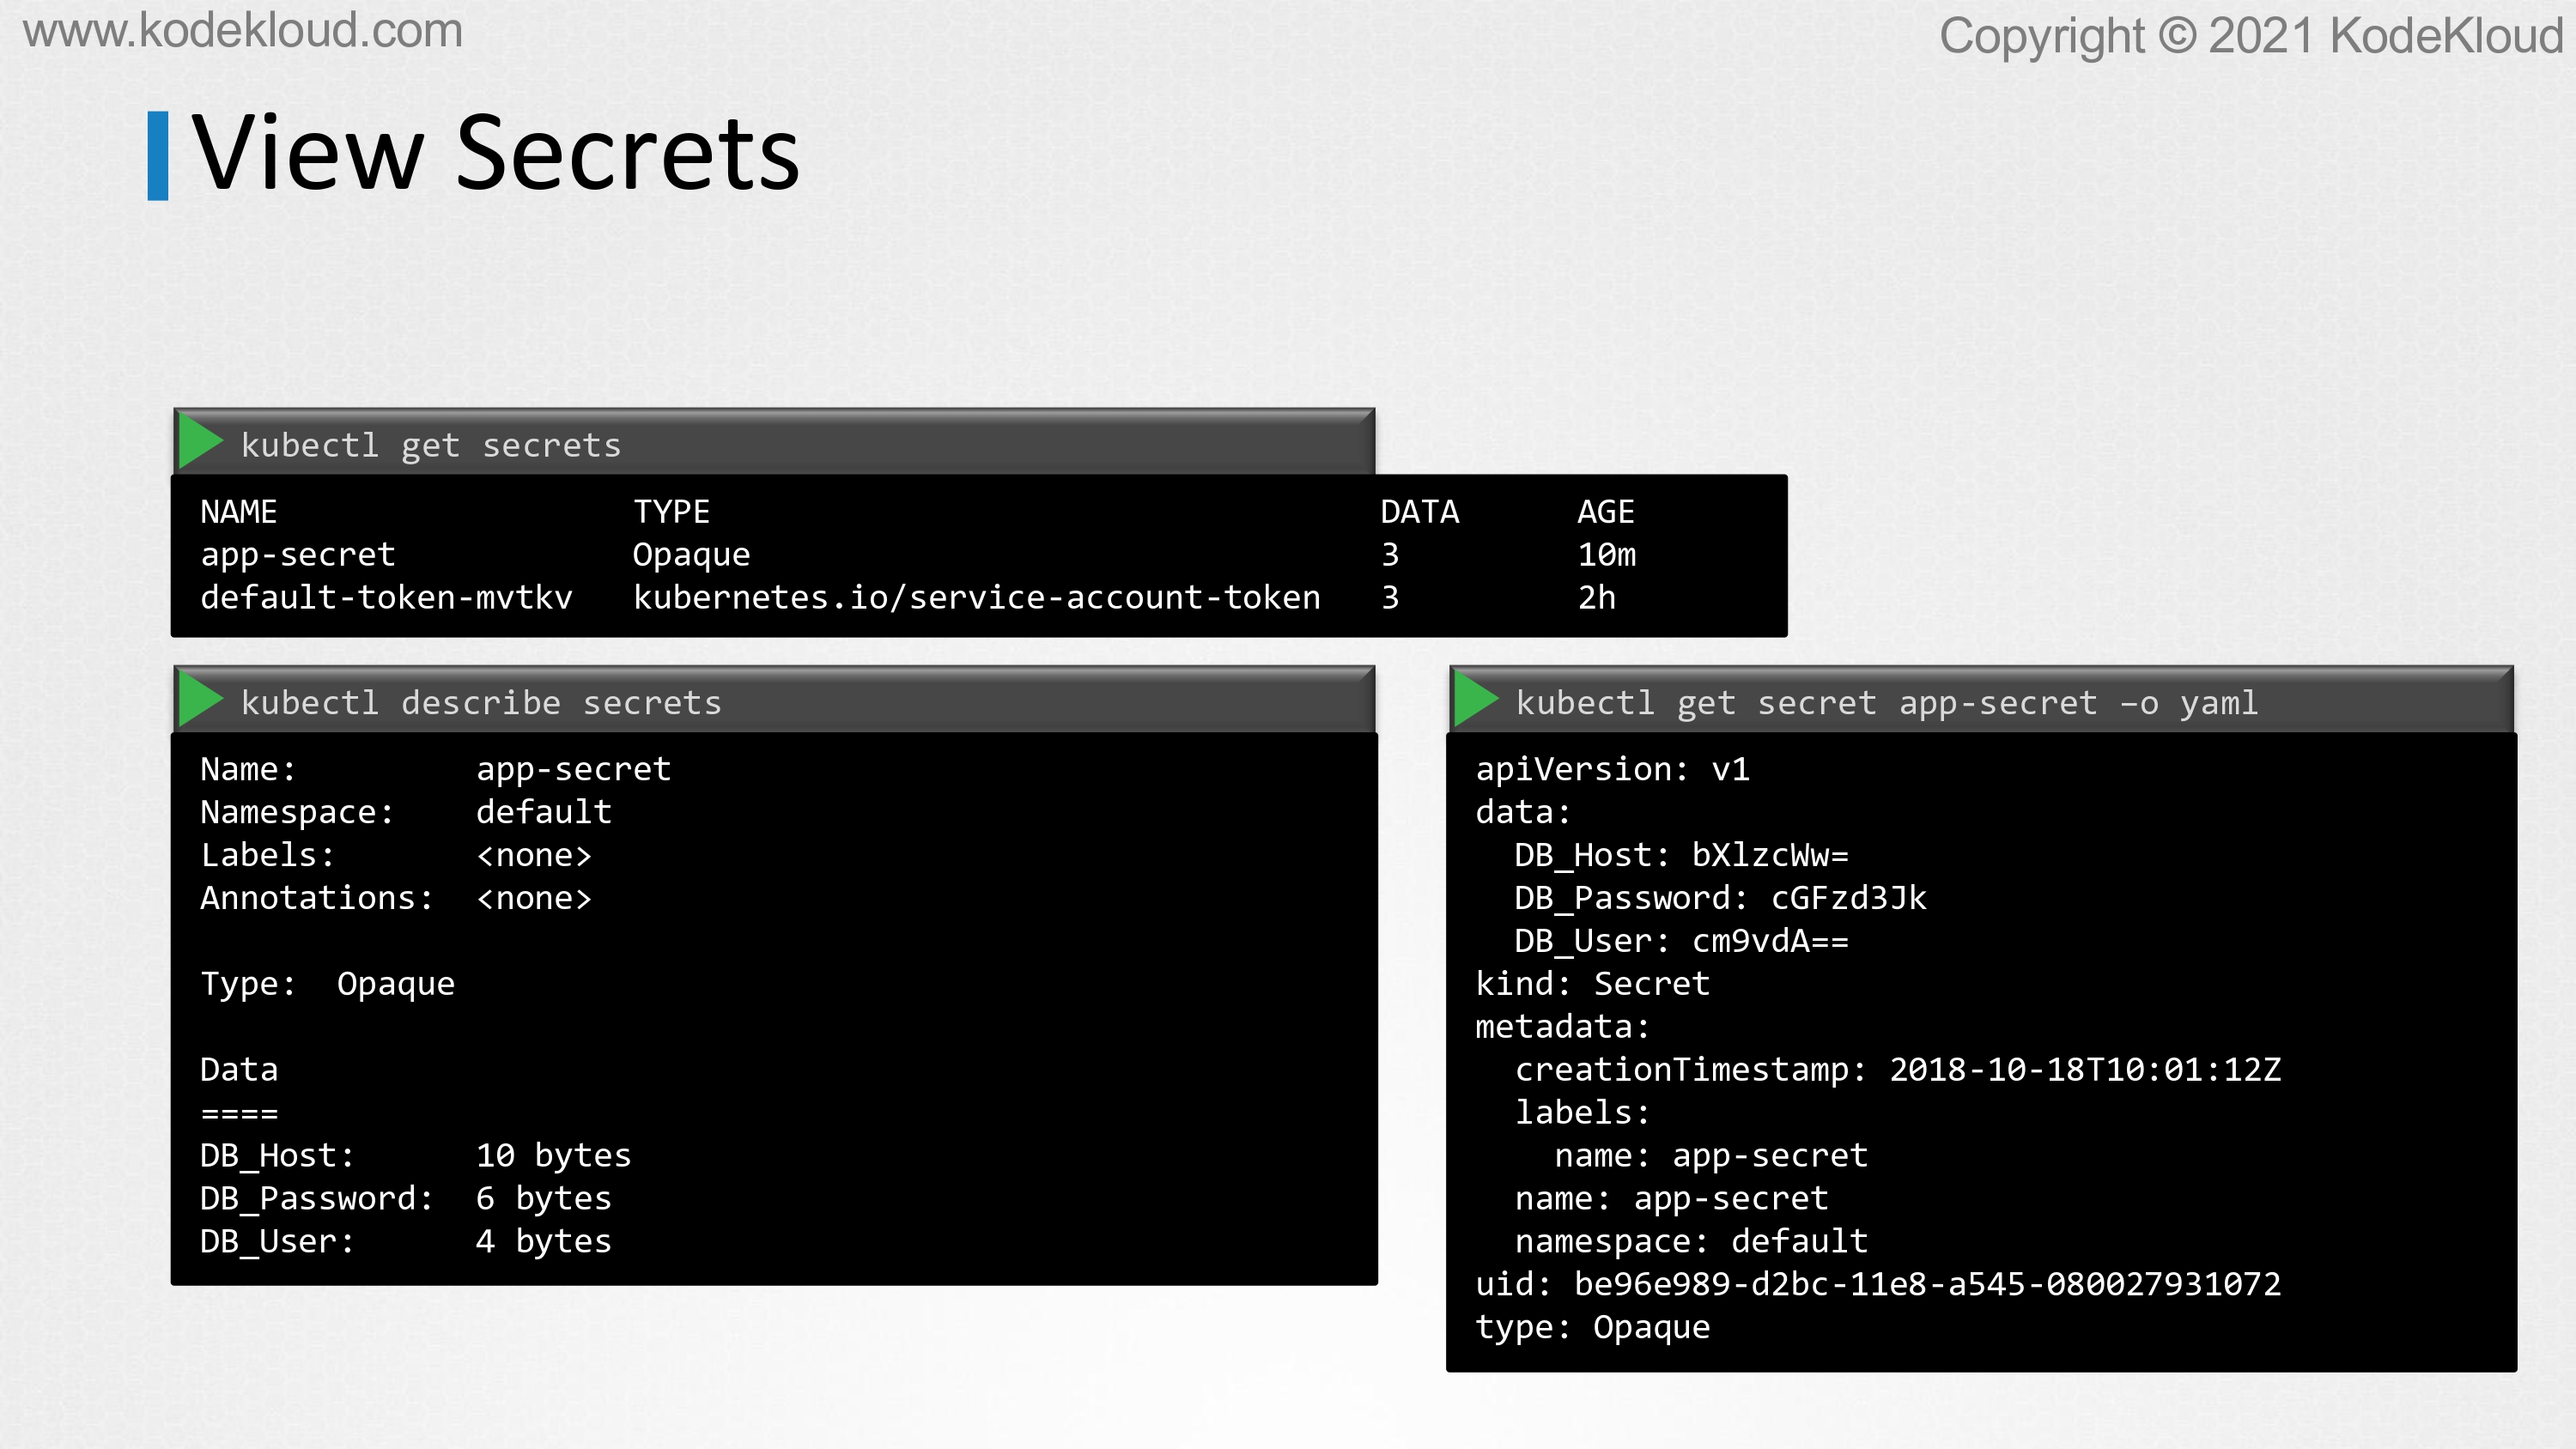 www.kodekloud.com
Copyright © 2021 KodeKloud
View Secrets
kubectl get secrets
NAME TYPE DATA AGE
app-secret Opaque 3 10m
default-token-mvtkv kubernetes.io/service-account-token 3 2h
kubectl describe secrets
Name: app-secret
Namespace: default
Labels: <none>
Annotations: <none>
Type: Opaque
Data
====
DB_Host: 10 bytes
DB_Password: 6 bytes
DB_User: 4 bytes
kubectl get secret app-secret –o yaml
apiVersion: v1
data:
DB_Host: bXlzcWw=
DB_Password: cGFzd3Jk
DB_User: cm9vdA==
kind: Secret
metadata:
creationTimestamp: 2018-10-18T10:01:12Z
labels:
name: app-secret
name: app-secret
namespace: default
uid: be96e989-d2bc-11e8-a545-080027931072
type: Opaque